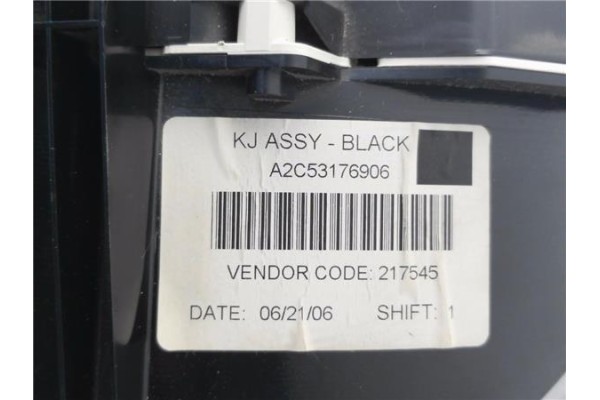 KJ ASSY - BLACK
A2C53176906
VENDOR CODE: 217545
DATE: 06/21/06 SHIFT: 1